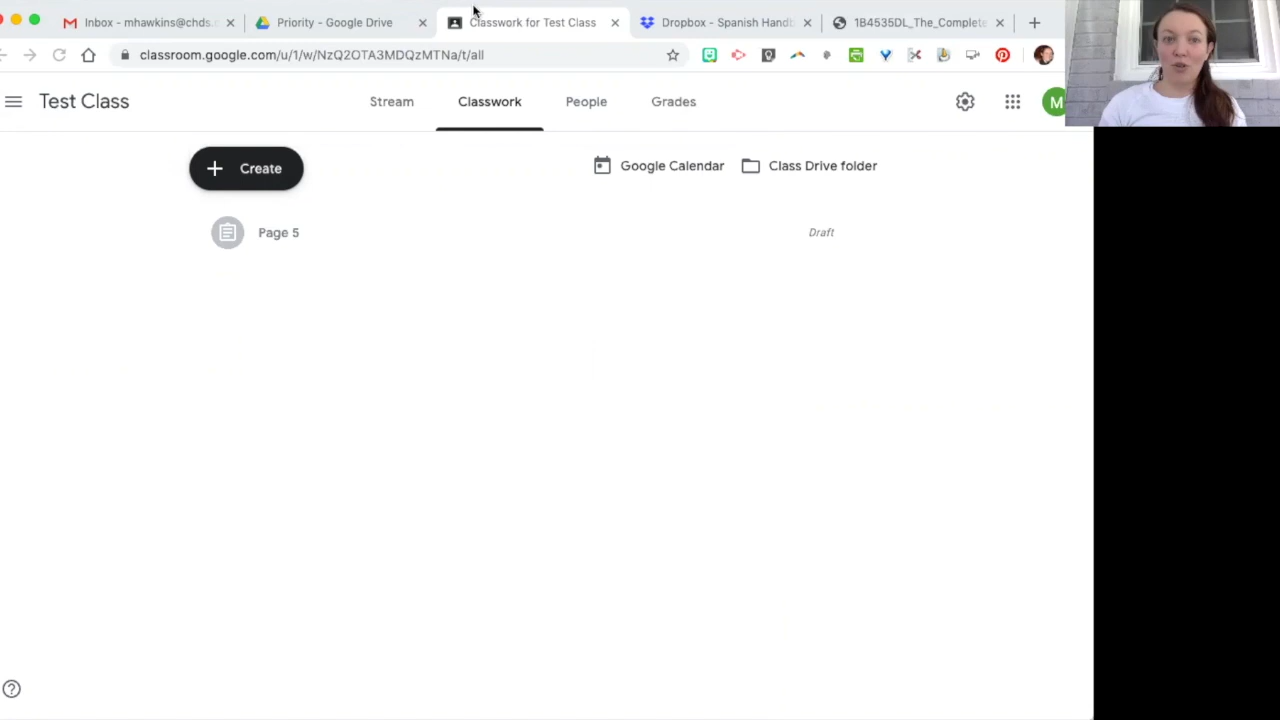 Inbox - mhawkins@chds.
Priority - Google Drive
Classwork for Test Class
Dropbox - Spanish Handb
1B4535DL_The_Complete
classroom.google.com/u/1/w/NzQ2OTA3MDQzMTNa/t/all
Test Class
Stream
Classwork
People
Grades
M
Create
Google Calendar
Class Drive folder
Page 5
Draft